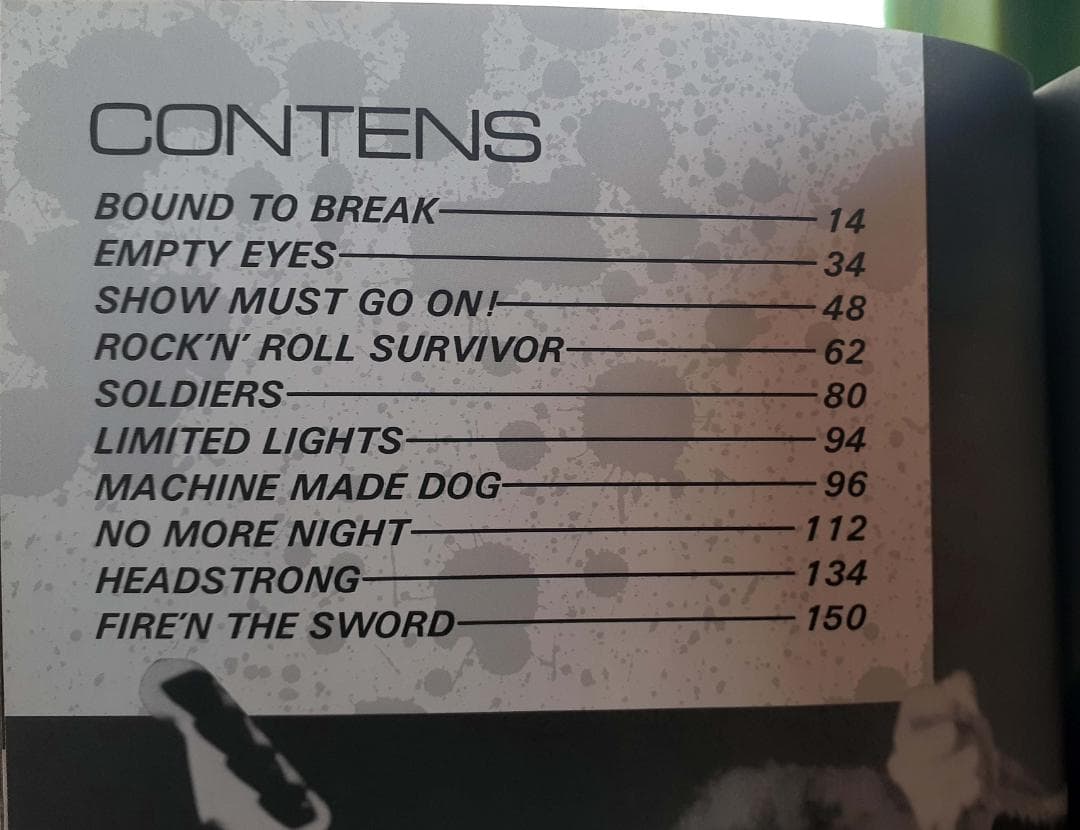 CONTENS
BOUND TO BREAK 14
EMPTY EYES 34
SHOW MUST GO ON! 48
ROCK'N' ROLL SURVIVOR 62
SOLDIERS 80
LIMITED LIGHTS 94
MACHINE MADE DOG 96
NO MORE NIGHT 112
HEADSTRONG 134
FIRE'N THE SWORD 150